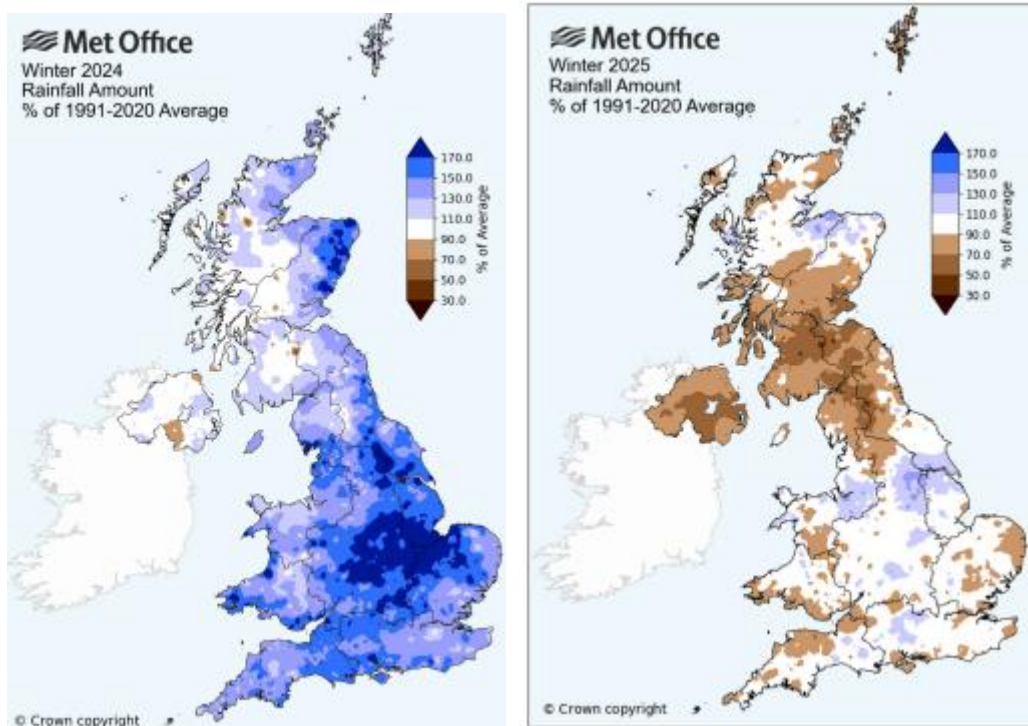 Met Office
Winter 2024
Rainfall Amount
% of 1991-2020 Average
170.0
150.0
130.0
110.0
90.0
70.0
50.0
30.0
% of Average
© Crown copyright
Met Office
Winter 2025
Rainfall Amount
% of 1991-2020 Average
170.0
150.0
130.0
110.0
90.0
70.0
50.0
30.0
% of Average
© Crown copyright